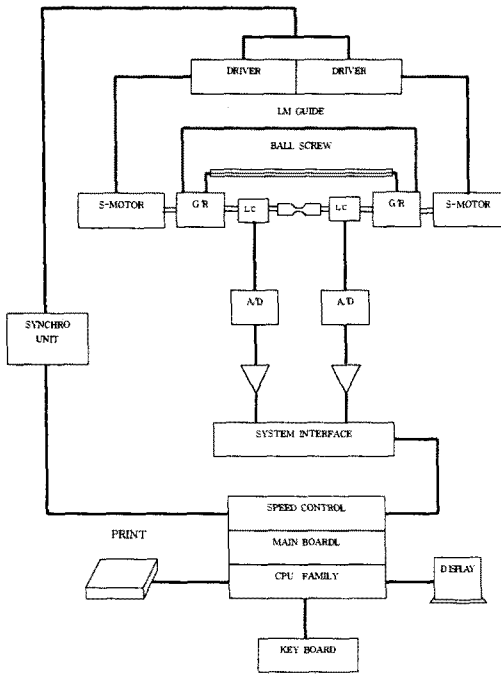 DRIVER
DRIVER
LM GUIDE
BALL SCREW
S-MOTOR
G/R
L/C
L/C
G/R
S-MOTOR
A/D
A/D
SYNCHRO
UNIT
SYSTEM INTERFACE
SPEED CONTROL
PRINT
MAIN BOARDL
CPU FAMILY
DISPLAY
KEY BOARD